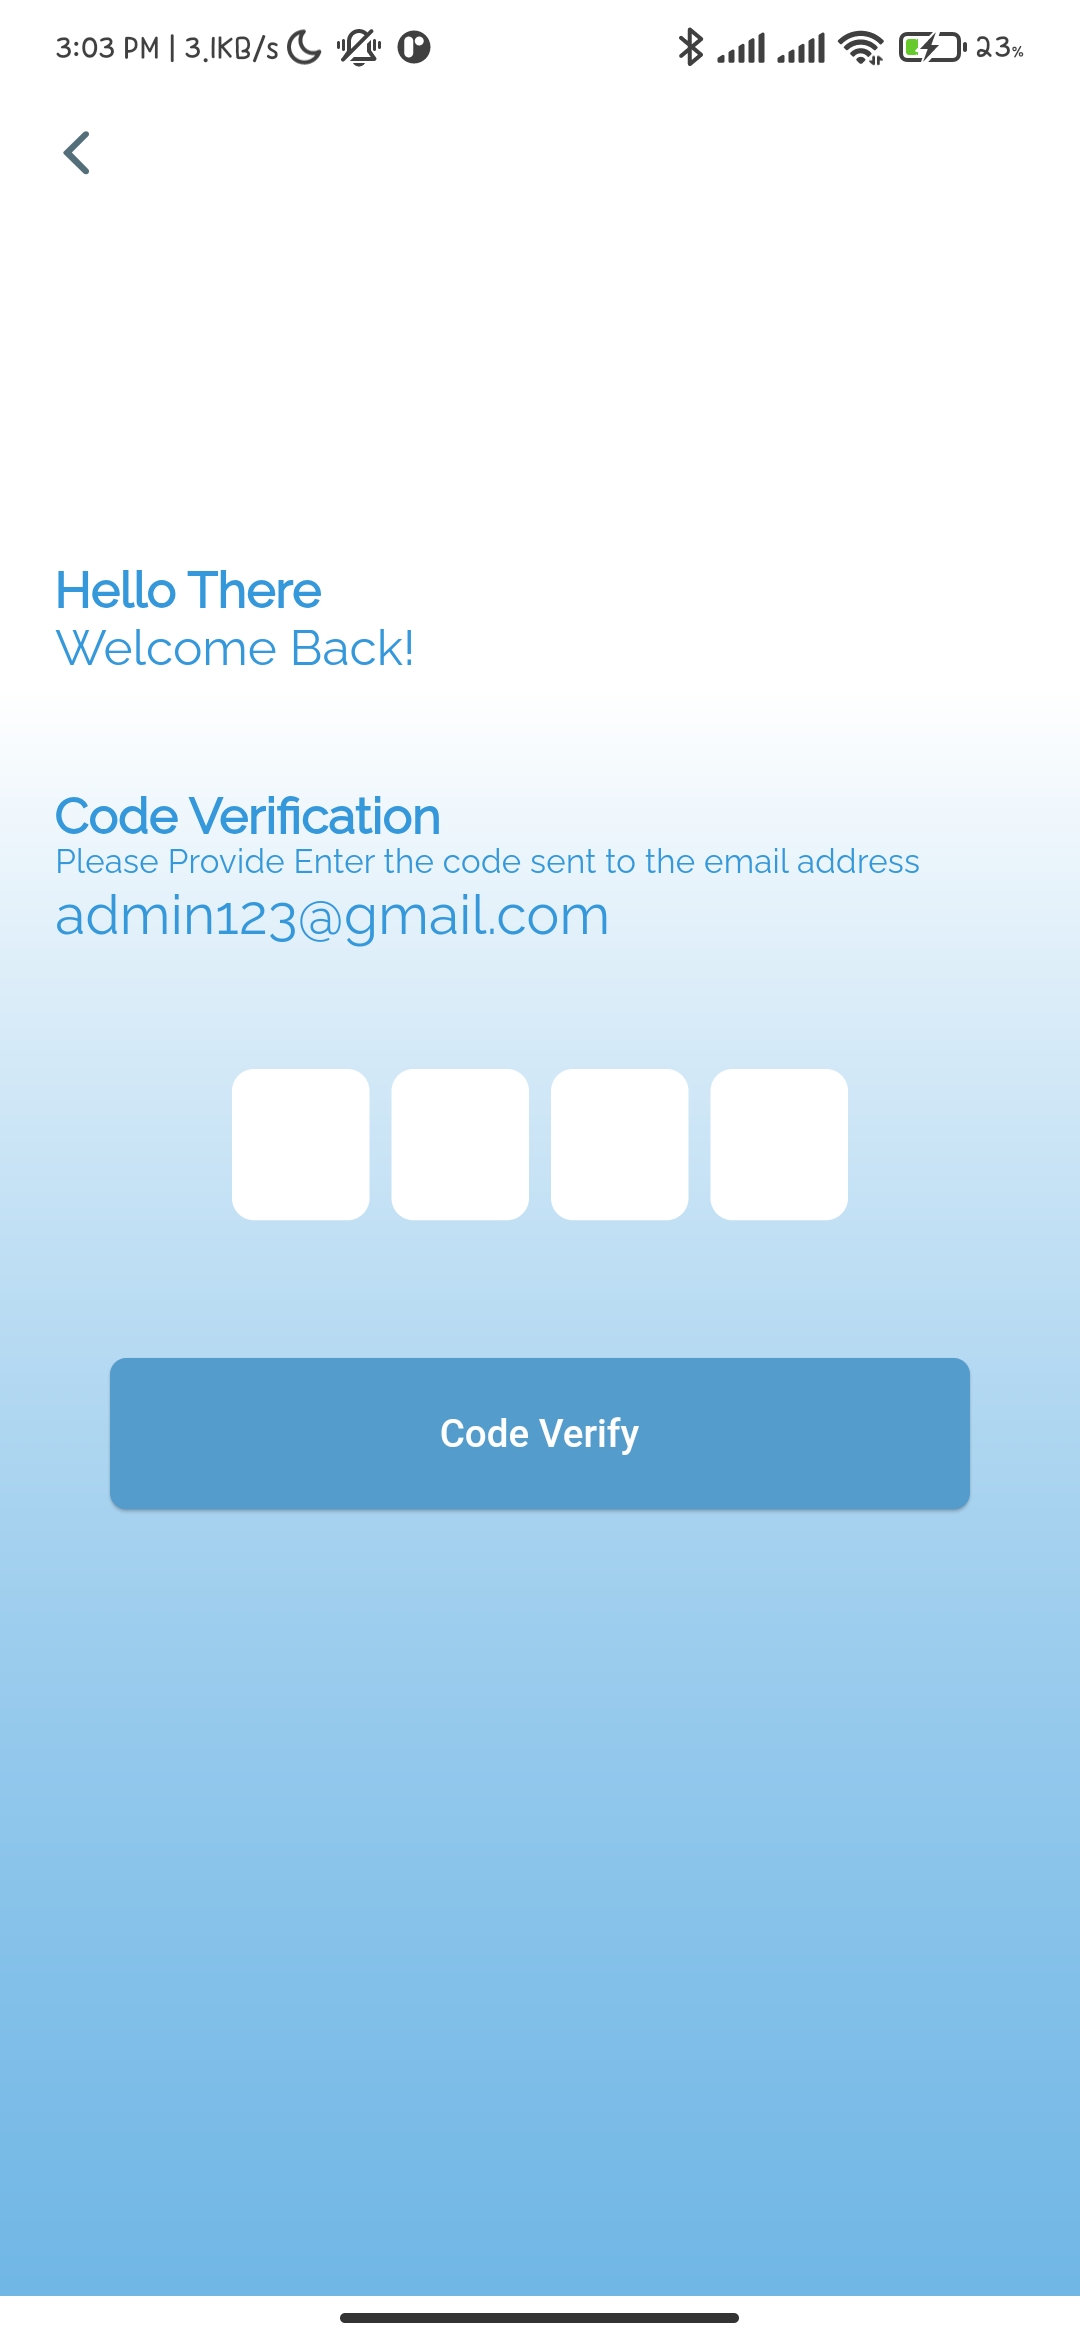 3:03 PM | 3.1KB/s 23%
Hello There
Welcome Back!
Code Verification
Please Provide Enter the code sent to the email address
admin123@gmail.com
Code Verify